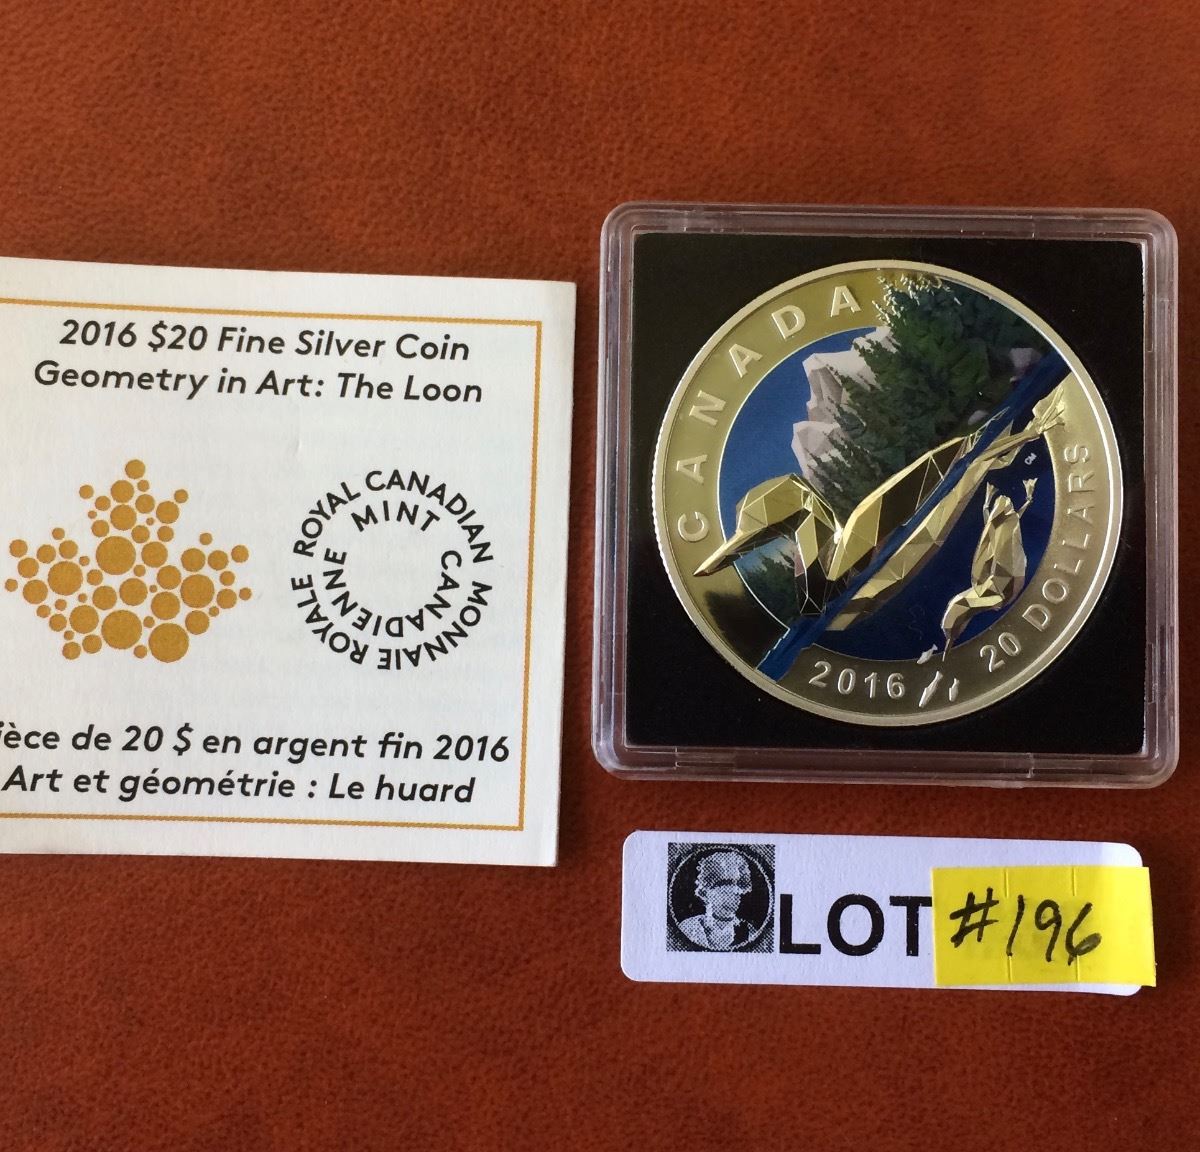 2016 $20 Fine Silver Coin
Geometry in Art: The Loon
ROYAL CANADIAN
MINT
MONNAIE ROYALE
CANADIENNE
ièce de 20 $ en argent fin 2016
Art et géométrie : Le huard
CANADA
2016
20 DOLLARS
LOT #196